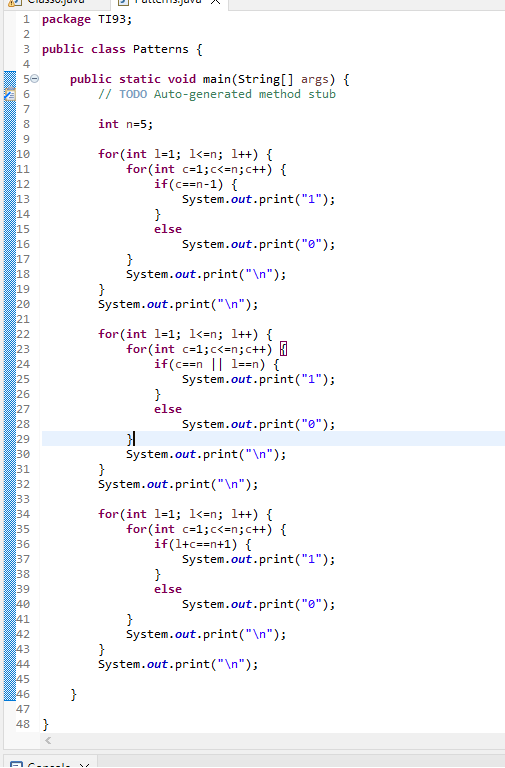 Patterns.java
1 package TI93;
2
3 public class Patterns {
4
5 public static void main(String[] args) {
6 // TODO Auto-generated method stub
7
8 int n=5;
9
10 for(int l=1; l<=n; l++) {
11 for(int c=1;c<=n;c++) {
12 if(c==n-1) {
13 System.out.print("1");
14 }
15 else
16 System.out.print("0");
17 }
18 System.out.print("\n");
19 }
20 System.out.print("\n");
21
22 for(int l=1; l<=n; l++) {
23 for(int c=1;c<=n;c++) {
24 if(c==n || l==n) {
25 System.out.print("1");
26 }
27 else
28 System.out.print("0");
29 }
30 System.out.print("\n");
31 }
32 System.out.print("\n");
33
34 for(int l=1; l<=n; l++) {
35 for(int c=1;c<=n;c++) {
36 if(l+c==n+1) {
37 System.out.print("1");
38 }
39 else
40 System.out.print("0");
41 }
42 System.out.print("\n");
43 }
44 System.out.print("\n");
45
46 }
47
48 }
Console